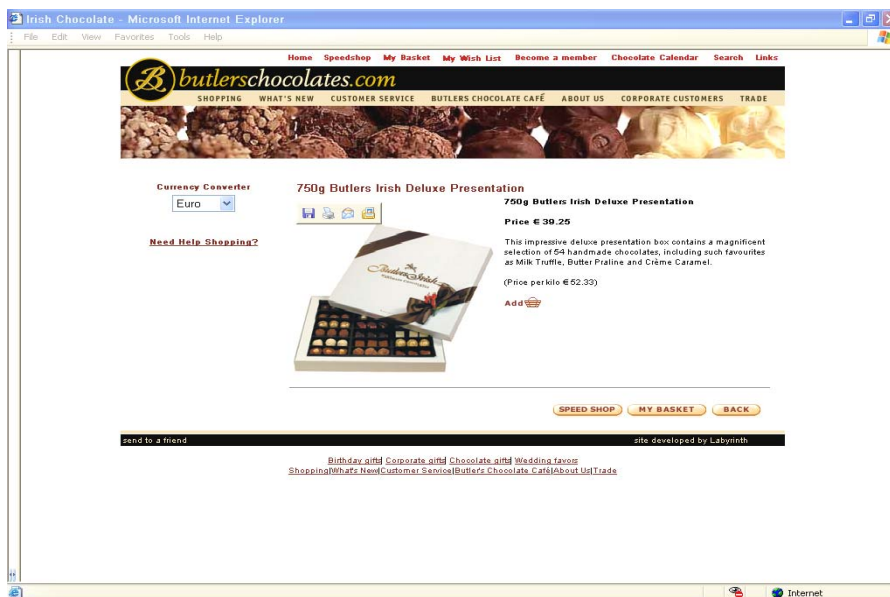 Irish Chocolate - Microsoft Internet Explorer
File Edit View Favorites Tools Help
Home Speedshop My Basket My Wish List Become a member Chocolate Calendar Search Links
B butlerschocolates.com
SHOPPING WHAT'S NEW CUSTOMER SERVICE BUTLERS CHOCOLATE CAFÉ ABOUT US CORPORATE CUSTOMERS TRADE
Currency Converter
Euro
Need Help Shopping?
750g Butlers Irish Deluxe Presentation
750g Butlers Irish Deluxe Presentation
Price € 39.25
This impressive deluxe presentation box contains a magnificent
selection of 54 handmade chocolates, including such favourites
as Milk Truffle, Butter Praline and Crème Caramel.
(Price per kilo € 52.33)
Add
Butlers Irish
SPEED SHOP MY BASKET BACK
send to a friend site developed by Labyrinth
Birthday gifts| Corporate gifts| Chocolate gifts| Wedding favors
Shopping|What's New|Customer Service|Butler's Chocolate Café|About Us|Trade
Internet